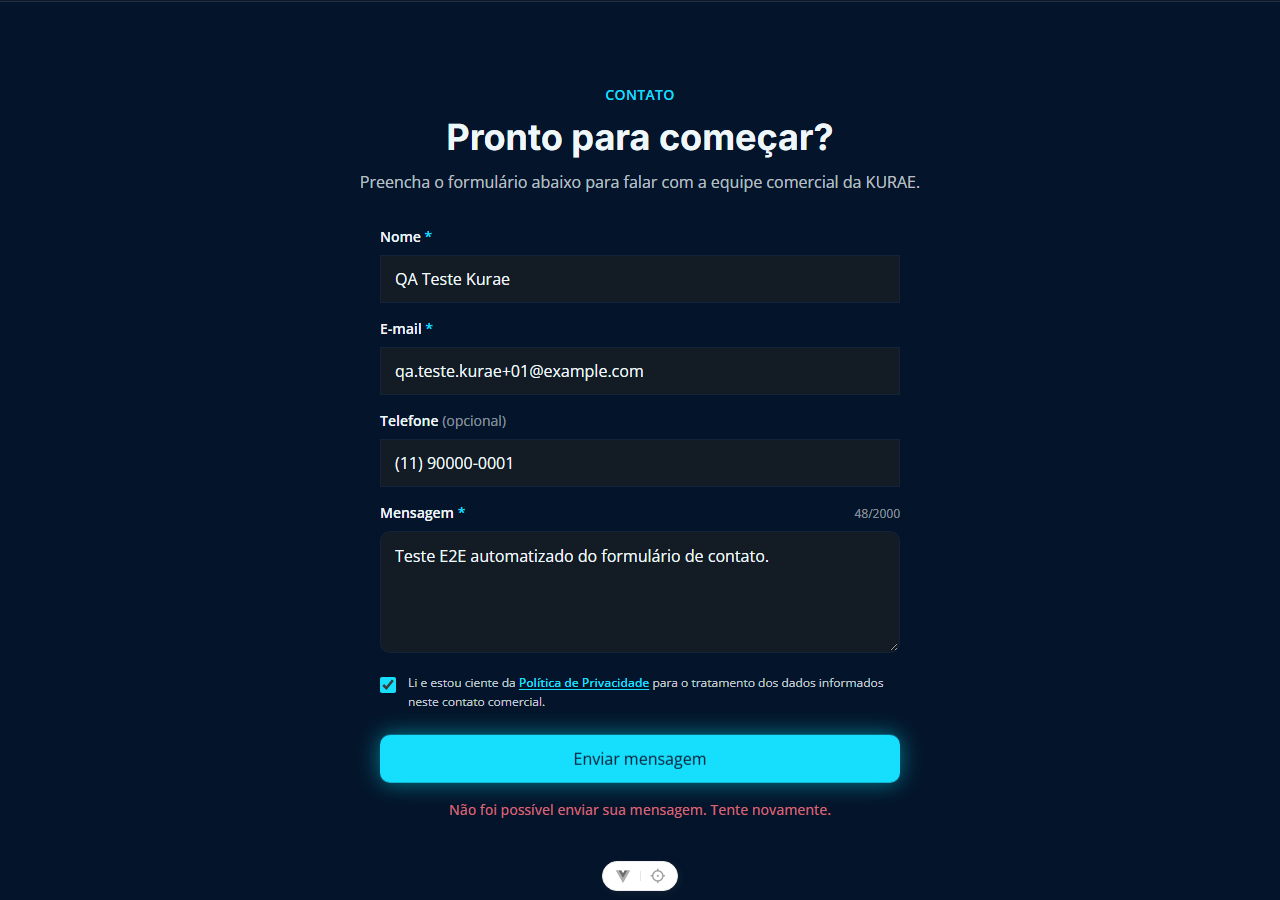 CONTATO
Pronto para começar?
Preencha o formulário abaixo para falar com a equipe comercial da KURAE.
Nome *
QA Teste Kurae
E-mail *
qa.teste.kurae+01@example.com
Telefone (opcional)
(11) 90000-0001
Mensagem * 48/2000
Teste E2E automatizado do formulário de contato.
Li e estou ciente da Política de Privacidade para o tratamento dos dados informados
neste contato comercial.
Enviar mensagem
Não foi possível enviar sua mensagem. Tente novamente.